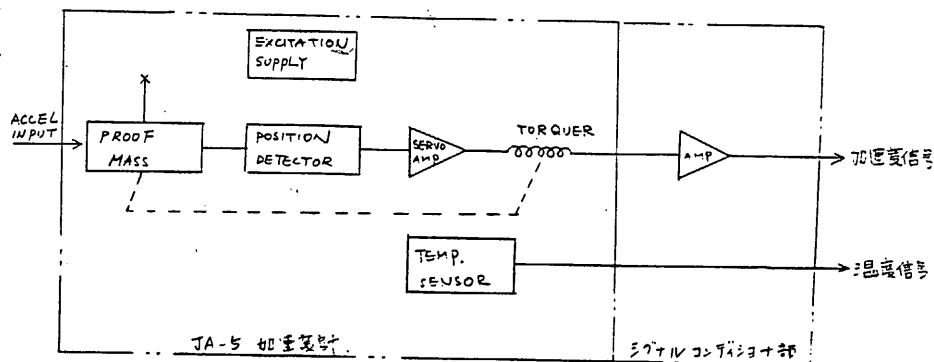 EXCITATION
SUPPLY
ACCEL
INPUT
PROOF
MASS
POSITION
DETECTOR
SERVO
AMP
TORQUER
AMP
加速度信号
TEMP.
SENSOR
温度信号
JA-5 加速度計
シグナルコンディショナ部